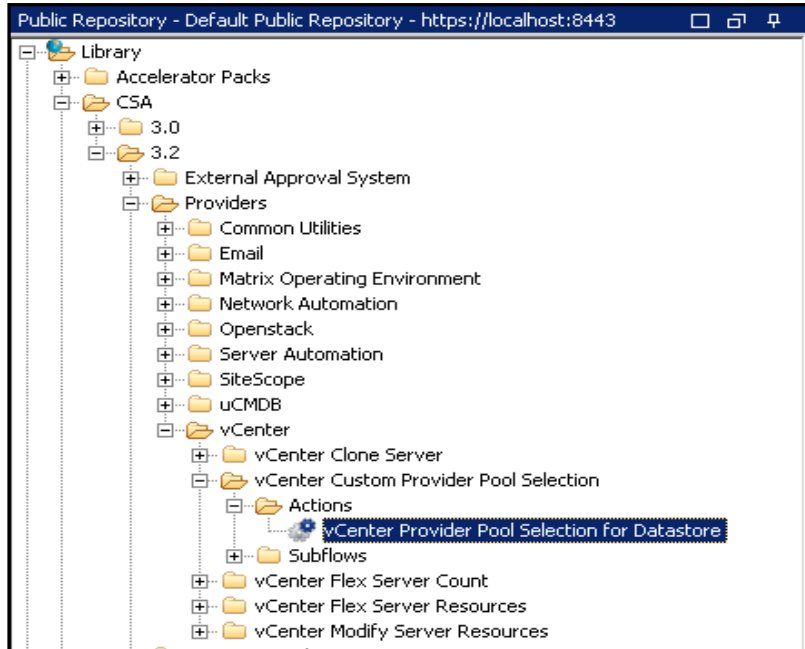 Public Repository - Default Public Repository - https://localhost:8443
Library
Accelerator Packs
CSA
3.0
3.2
External Approval System
Providers
Common Utilities
Email
Matrix Operating Environment
Network Automation
Openstack
Server Automation
SiteScope
uCMDB
vCenter
vCenter Clone Server
vCenter Custom Provider Pool Selection
Actions
vCenter Provider Pool Selection for Datastore
Subflows
vCenter Flex Server Count
vCenter Flex Server Resources
vCenter Modify Server Resources